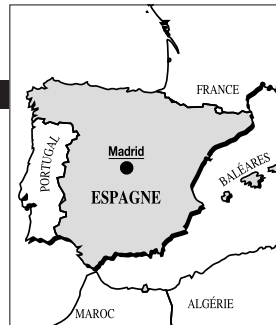 FRANCE
Madrid
PORTUGAL
BALÉARES
ESPAGNE
MAROC
ALGÉRIE